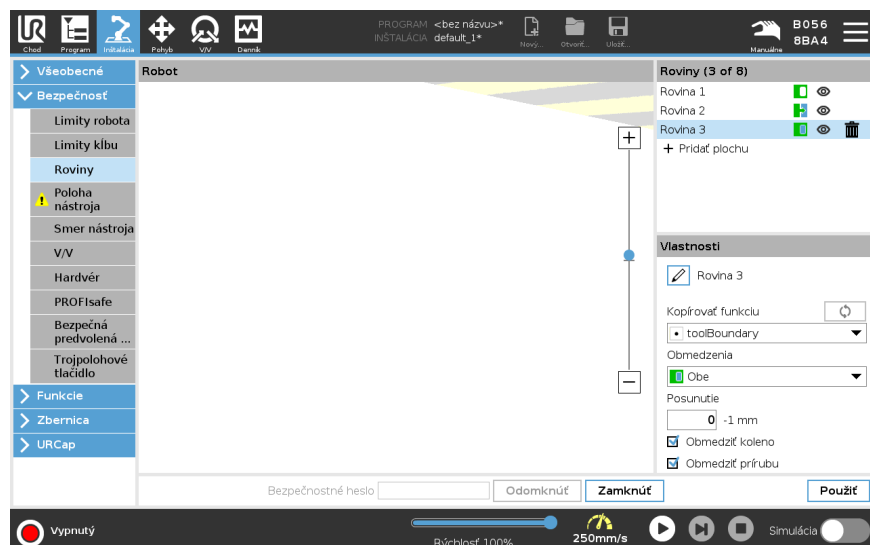 PROGRAM <bez názvu>*
INŠTALÁCIA default_1*
Chod Program Inštalácia Pohyb V/V Denník
Nový... Otvoriť... Uložiť...
Manuálne
B056
8BA4
Všeobecné
Bezpečnosť
Limity robota
Limity kĺbu
Roviny
Poloha
nástroja
Smer nástroja
V/V
Hardvér
PROFIsafe
Bezpečná
predvolená ...
Trojpolohové
tlačidlo
Funkcie
Zbernica
URCap
Robot
Roviny (3 of 8)
Rovina 1
Rovina 2
Rovina 3
+ Pridať plochu
Vlastnosti
Rovina 3
Kopírovať funkciu
toolBoundary
Obmedzenia
Obe
Posunutie
0 -1 mm
Obmedziť koleno
Obmedziť prírubu
Bezpečnostné heslo Odomknúť Zamknúť Použiť
Vypnutý
Rýchlosť 100%
250mm/s
Simulácia